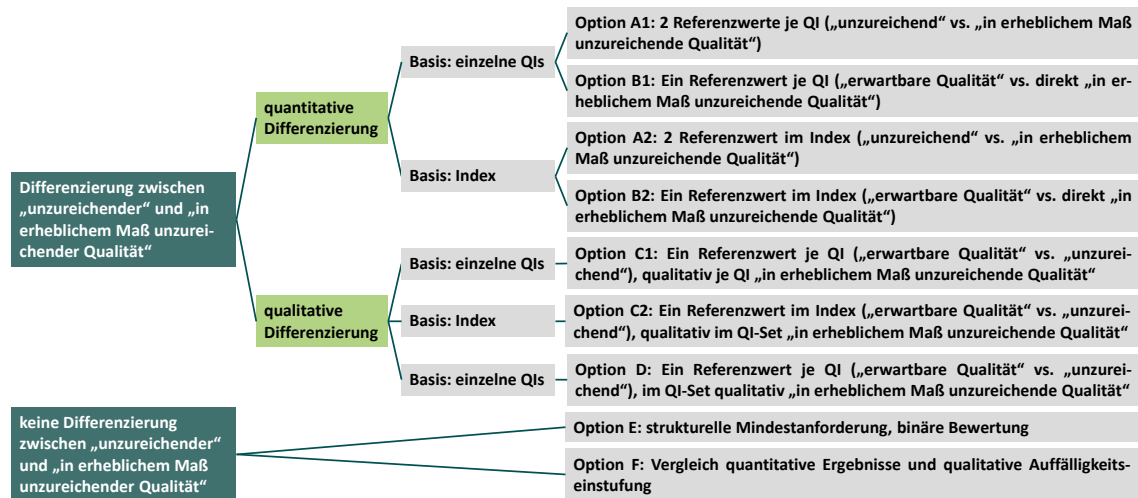 Differenzierung zwischen
„unzureichender“ und „in
erheblichem Maß unzurei-
chender Qualität“
quantitative
Differenzierung
Basis: einzelne QIs
Option A1: 2 Referenzwerte je QI („unzureichend“ vs. „in erheblichem Maß
unzureichende Qualität“)
Option B1: Ein Referenzwert je QI („erwartbare Qualität“ vs. direkt „in er-
heblichem Maß unzureichende Qualität“)
Basis: Index
Option A2: 2 Referenzwert im Index („unzureichend“ vs. „in erheblichem
Maß unzureichende Qualität“)
Option B2: Ein Referenzwert im Index („erwartbare Qualität“ vs. direkt „in
erheblichem Maß unzureichende Qualität“)
qualitative
Differenzierung
Basis: einzelne QIs
Option C1: Ein Referenzwert je QI („erwartbare Qualität“ vs. „unzurei-
chend“), qualitativ je QI „in erheblichem Maß unzureichende Qualität“
Basis: Index
Option C2: Ein Referenzwert im Index („erwartbare Qualität“ vs. „unzurei-
chend“), qualitativ im QI-Set „in erheblichem Maß unzureichende Qualität“
Basis: einzelne QIs
Option D: Ein Referenzwert je QI („erwartbare Qualität“ vs. „unzurei-
chend“), im QI-Set qualitativ „in erheblichem Maß unzureichende Qualität“
keine Differenzierung
zwischen „unzureichender“
und „in erheblichem Maß
unzureichender Qualität“
Option E: strukturelle Mindestanforderung, binäre Bewertung
Option F: Vergleich quantitative Ergebnisse und qualitative Auffälligkeits-
einstufung